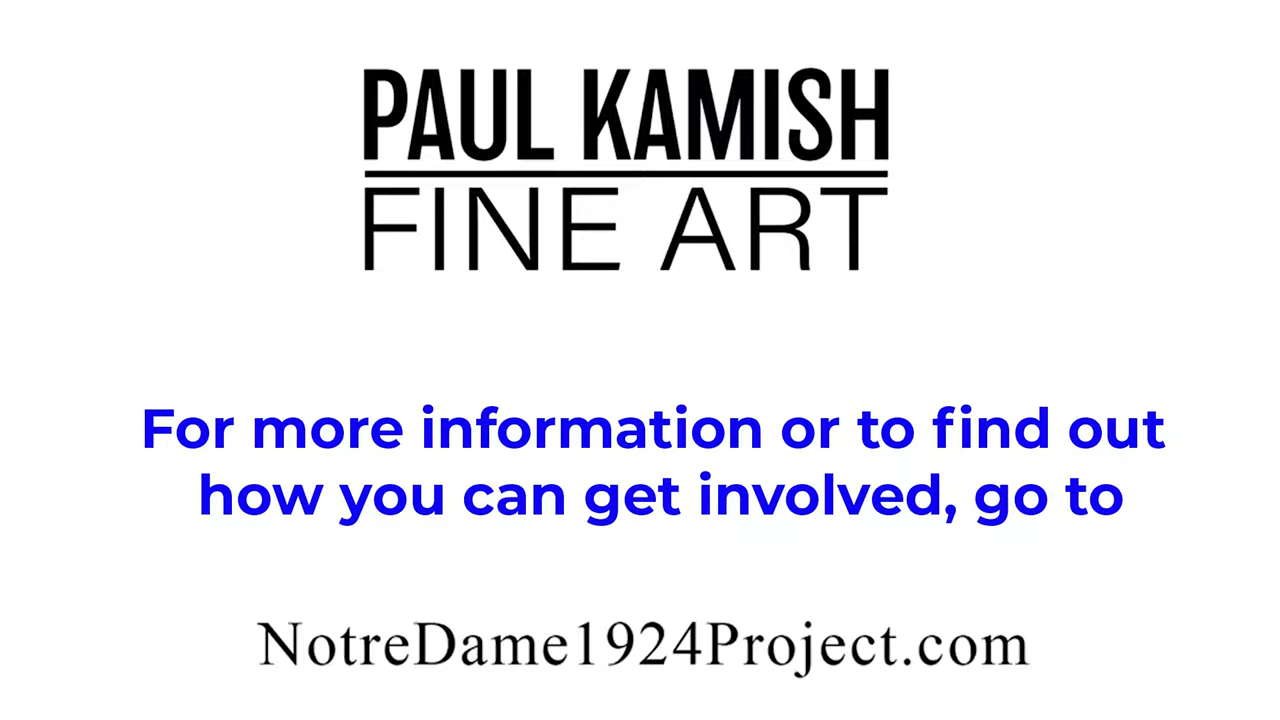 PAUL KAMISH
FINE ART
For more information or to find out
how you can get involved, go to
NotreDame1924Project.com